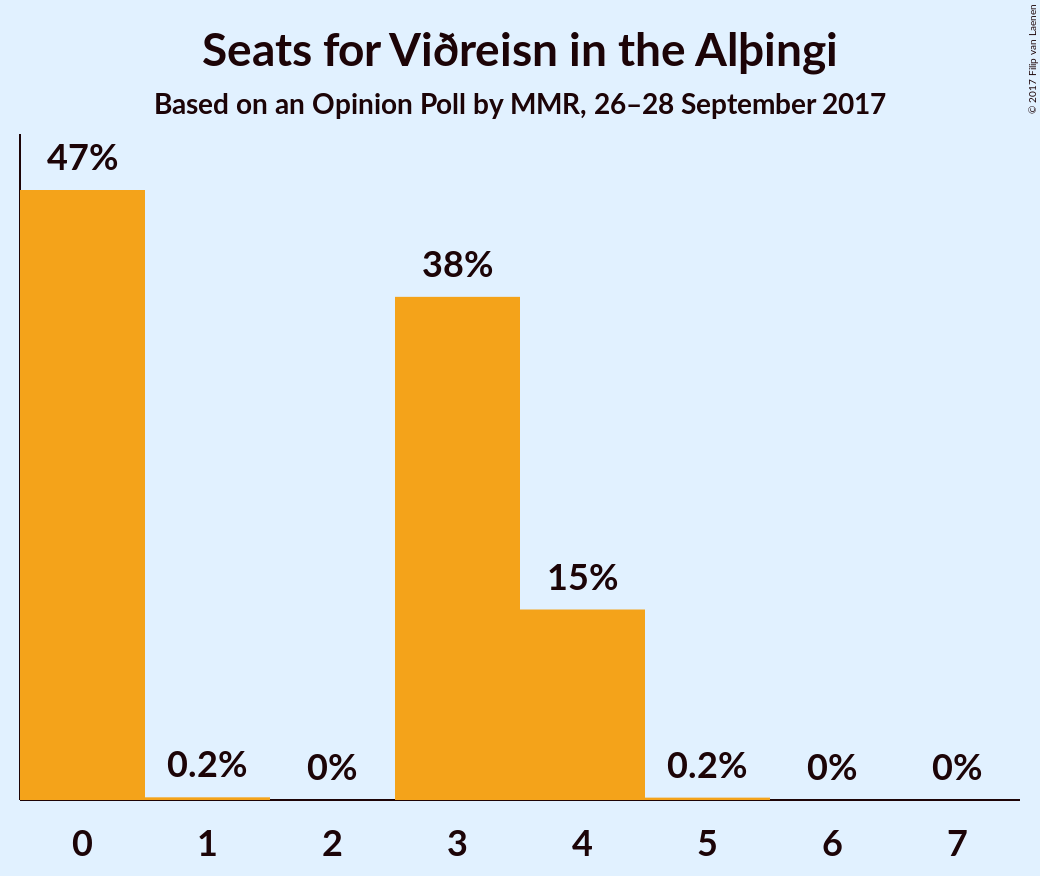 Seats for Viðreisn in the Alþingi
Based on an Opinion Poll by MMR, 26–28 September 2017
© 2017 Filip van Laenen
47%
38%
15%
0.2%
0%
0.2%
0%
0%
0 1 2 3 4 5 6 7